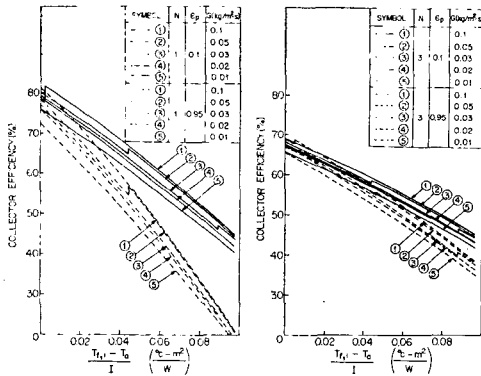 SYMBOL N εp G(kg/m²s)
① 0.1
② 0.05
③ 1 0.1 0.03
④ 0.02
⑤ 0.01
① 0.1
② 0.05
③ 1 0.95 0.03
④ 0.02
⑤ 0.01
COLLECTOR EFFICIENCY (%)
80
70
60
50
40
30
20
0
① ② ③ ④ ⑤
① ② ③ ④ ⑤
0 0.02 0.04 0.06 0.08
Tf,i - Ta
I
(°C - m²
W)
SYMBOL N εp G(kg/m²s)
① 0.1
② 0.05
③ 3 0.1 0.03
④ 0.02
⑤ 0.01
① 0.1
② 0.05
③ 3 0.95 0.03
④ 0.02
⑤ 0.01
COLLECTOR EFFICIENCY (%)
80
70
60
50
40
30
20
0
① ② ③ ④ ⑤
① ② ③ ④ ⑤
0 0.02 0.04 0.06 0.08
Tf,i - Ta
I
(°C - m²
W)